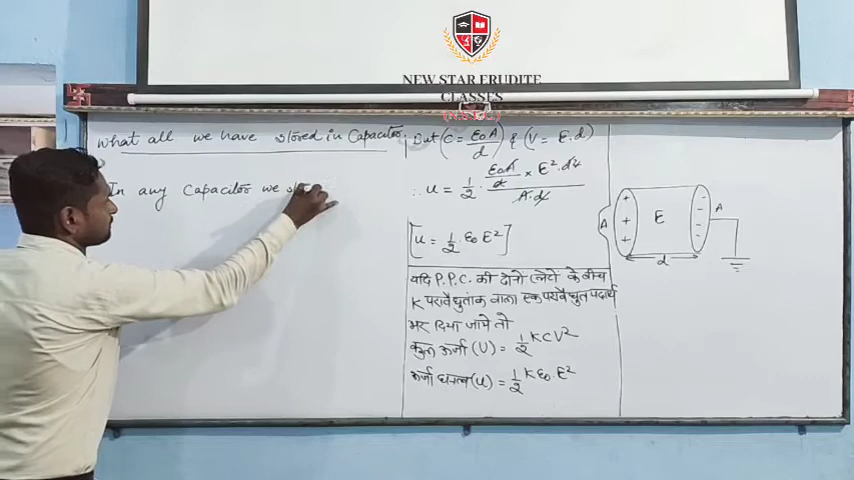 NEW STAR ERUDITE
CLASSES
What all we have stored in Capacitor.
In any Capacitor we
But (C = ε₀A/d) & (V = E.d)
∴ u = 1/2 · ε₀A/d × E².d²/A.d
[u = 1/2 ε₀ E²]
यदि P.P.C. की दोनो प्लेटो के बीच
K परावैधुतांक वाला एक परावैधुत पदार्थ
भर दिया जाये तो
कुल ऊर्जा (U) = 1/2 KCV²
ऊर्जा घनत्व (u) = 1/2 K ε₀.E²
+ + +
- - - -
A
E
A
d